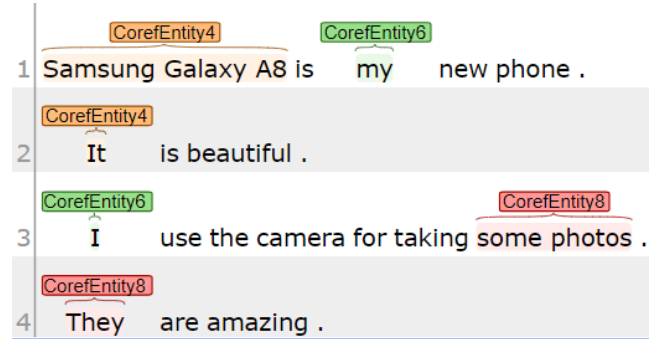 CorefEntity4 CorefEntity6
1 Samsung Galaxy A8 is my new phone .
CorefEntity4
2 It is beautiful .
CorefEntity6 CorefEntity8
3 I use the camera for taking some photos .
CorefEntity8
4 They are amazing .